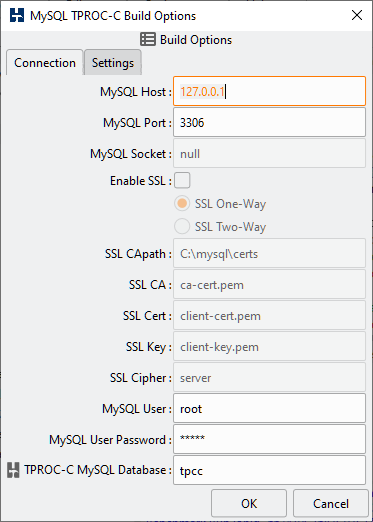 MySQL TPROC-C Build Options
Build Options
Connection Settings
MySQL Host : 127.0.0.1
MySQL Port : 3306
MySQL Socket : null
Enable SSL :
SSL One-Way
SSL Two-Way
SSL CApath : C:\mysql\certs
SSL CA : ca-cert.pem
SSL Cert : client-cert.pem
SSL Key : client-key.pem
SSL Cipher : server
MySQL User : root
MySQL User Password : *****
TPROC-C MySQL Database : tpcc
OK Cancel